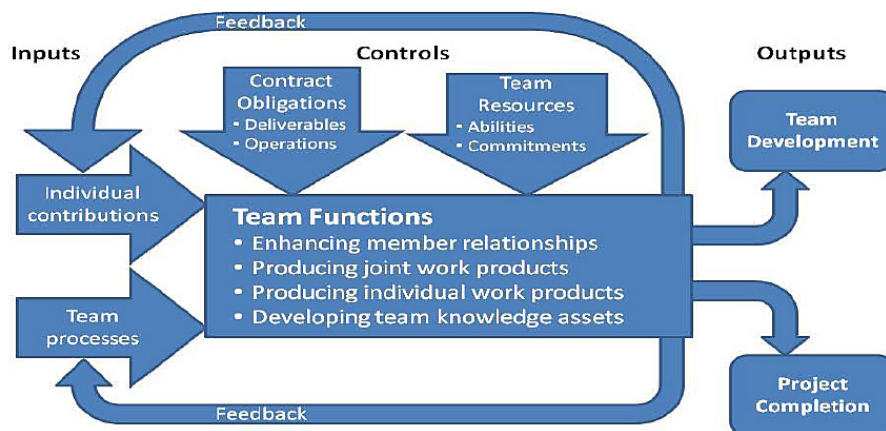 Feedback
Inputs
Controls
Outputs
Contract
Obligations
• Deliverables
• Operations
Team
Resources
• Abilities
• Commitments
Team
Development
Individual
contributions
Team Functions
• Enhancing member relationships
• Producing joint work products
• Producing individual work products
• Developing team knowledge assets
Team
processes
Project
Completion
Feedback